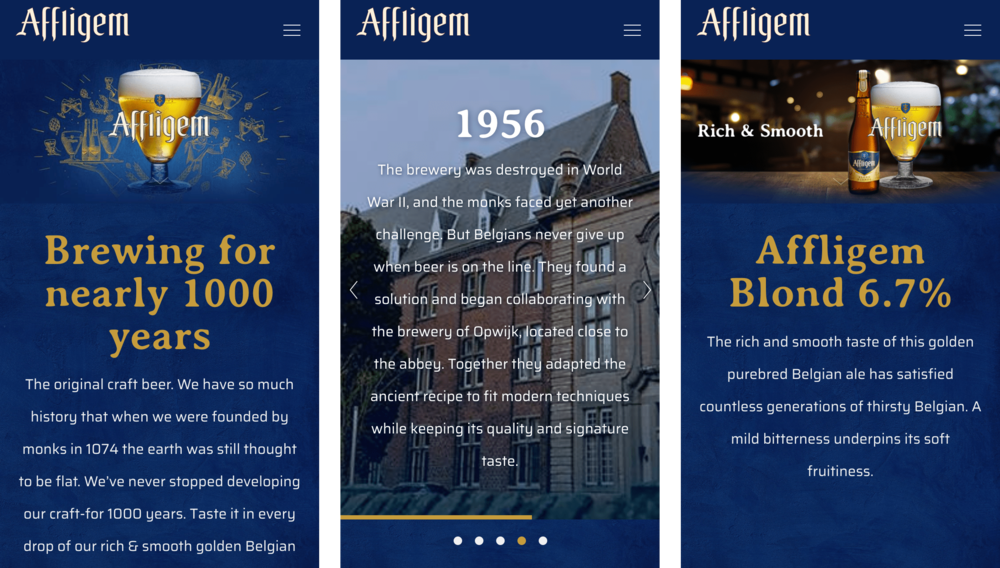 Affligem
Affligem
Brewing for
nearly 1000
years
The original craft beer. We have so much
history that when we were founded by
monks in 1074 the earth was still thought
to be flat. We've never stopped developing
our craft-for 1000 years. Taste it in every
drop of our rich & smooth golden Belgian
Affligem
1956
The brewery was destroyed in World
War II, and the monks faced yet another
challenge. But Belgians never give up
when beer is on the line. They found a
solution and began collaborating with
the brewery of Opwijk, located close to
the abbey. Together they adapted the
ancient recipe to fit modern techniques
while keeping its quality and signature
taste.
Affligem
Rich & Smooth
Affligem
Affligem
Affligem
Blond 6.7%
The rich and smooth taste of this golden
purebred Belgian ale has satisfied
countless generations of thirsty Belgian. A
mild bitterness underpins its soft
fruitiness.